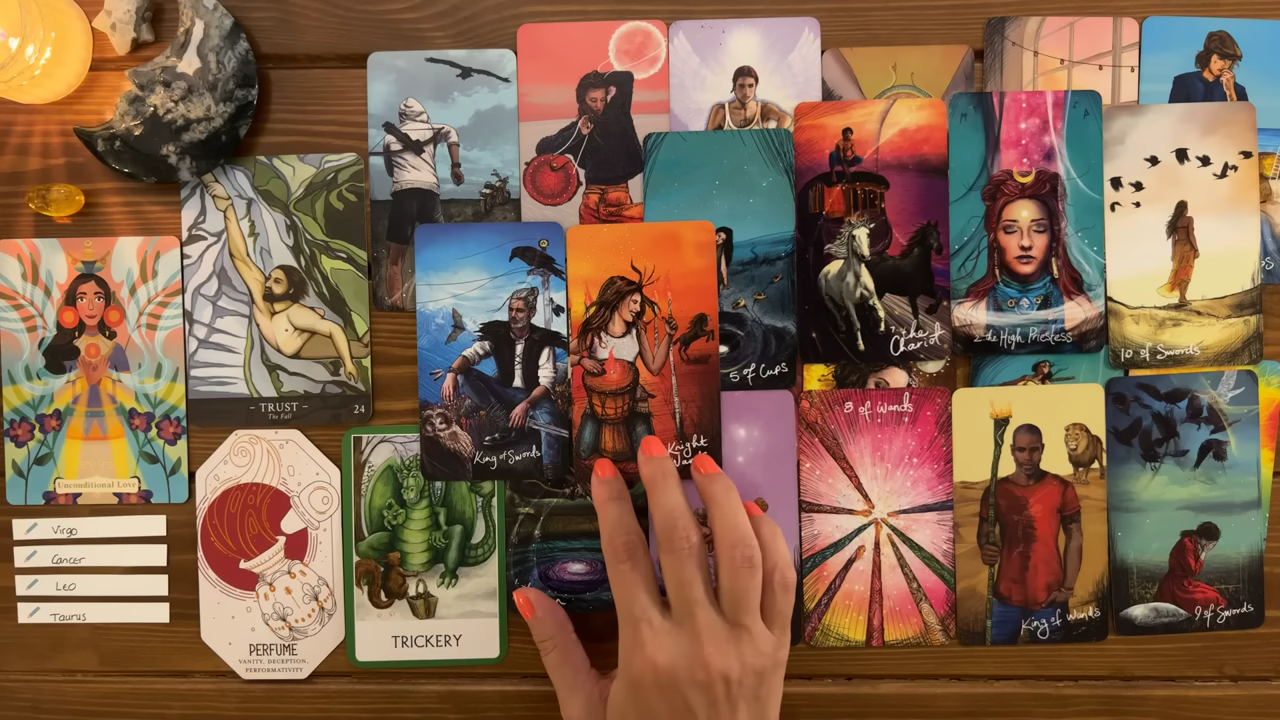 7 the
Chariot
2 the High Priestess
10 of Swords
- TRUST -
The Fall
24
5 of Cups
King of Swords
Knight
Unconditional Love
8 of Wands
Virgo
Cancer
Leo
Taurus
King of Wands
9 of Swords
TRICKERY
PERFUME
VANITY, DECEPTION,
PERFORMATIVITY